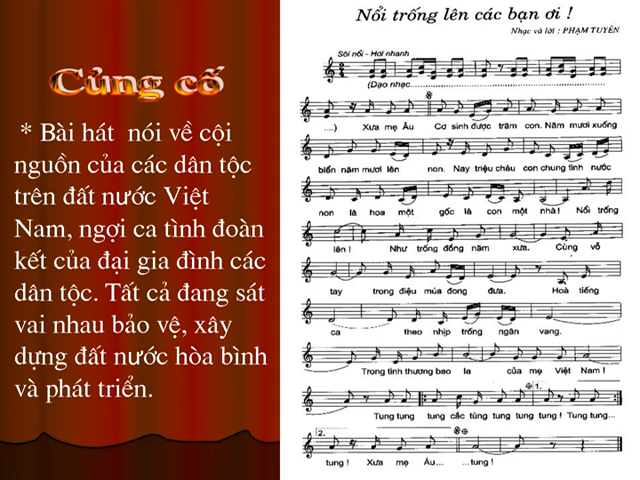 Củng cố
* Bài hát nói về cội
nguồn của các dân tộc
trên đất nước Việt
Nam, ngợi ca tình đoàn
kết của đại gia đình các
dân tộc. Tất cả đang sát
vai nhau bảo vệ, xây
dựng đất nước hòa bình
và phát triển.
Nổi trống lên các bạn ơi !
Nhạc và lời : PHẠM TUYÊN
Sôi nổi - Hơi nhanh
(Dạo nhạc...............................
....) Xưa mẹ Âu Cơ sinh được trăm con. Năm mươi xuống
biển năm mươi lên non. Nay triệu cháu con chung tình nước
non là hoa một gốc là con một nhà ! Nổi trống
lên ! Như trống đồng năm xưa. Cùng vỗ
tay trong điệu múa đong đưa. Hoà tiếng
ca theo nhịp trống ngân vang.
Trong tình thương bao la của mẹ Việt Nam !
1.
Tung tung tung cắc tùng tung tung tung ! Tung tung...
2.
tung ! Xưa mẹ Âu... ...tung !